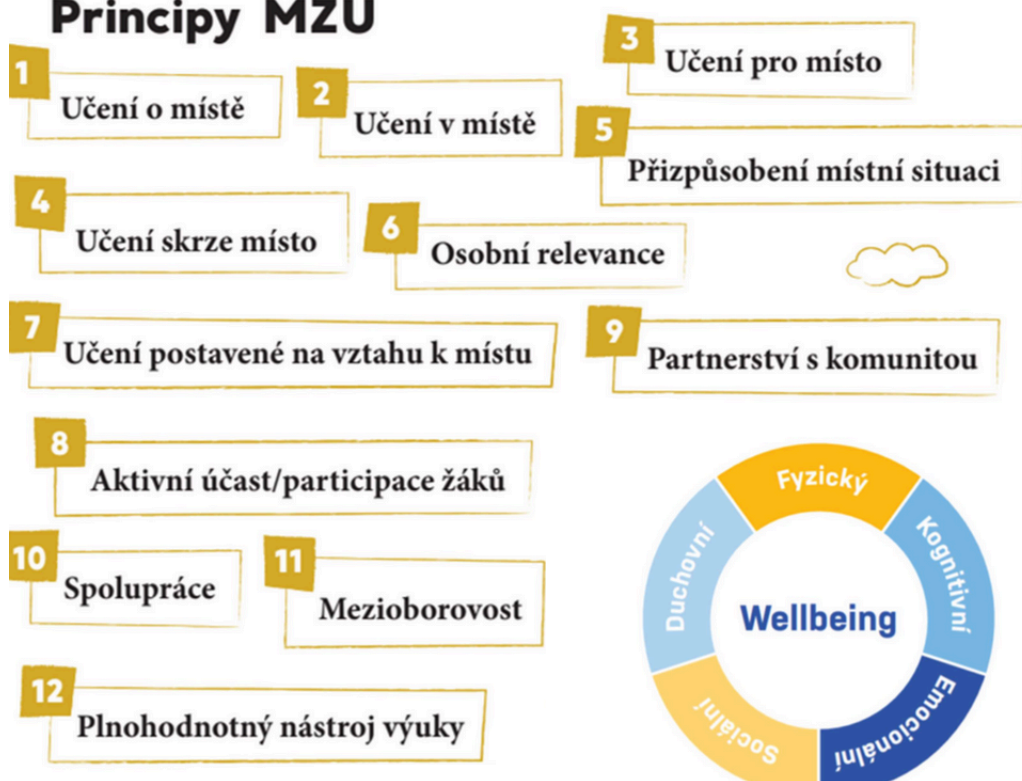 Principy MZU
1
Učení o místě
2
Učení v místě
3
Učení pro místo
4
Učení skrze místo
5
Přizpůsobení místní situaci
6
Osobní relevance
7
Učení postavené na vztahu k místu
8
Aktivní účast/participace žáků
9
Partnerství s komunitou
10
Spolupráce
11
Mezioborovost
12
Plnohodnotný nástroj výuky
Fyzický
Kognitivní
Emocionální
Sociální
Duchovní
Wellbeing